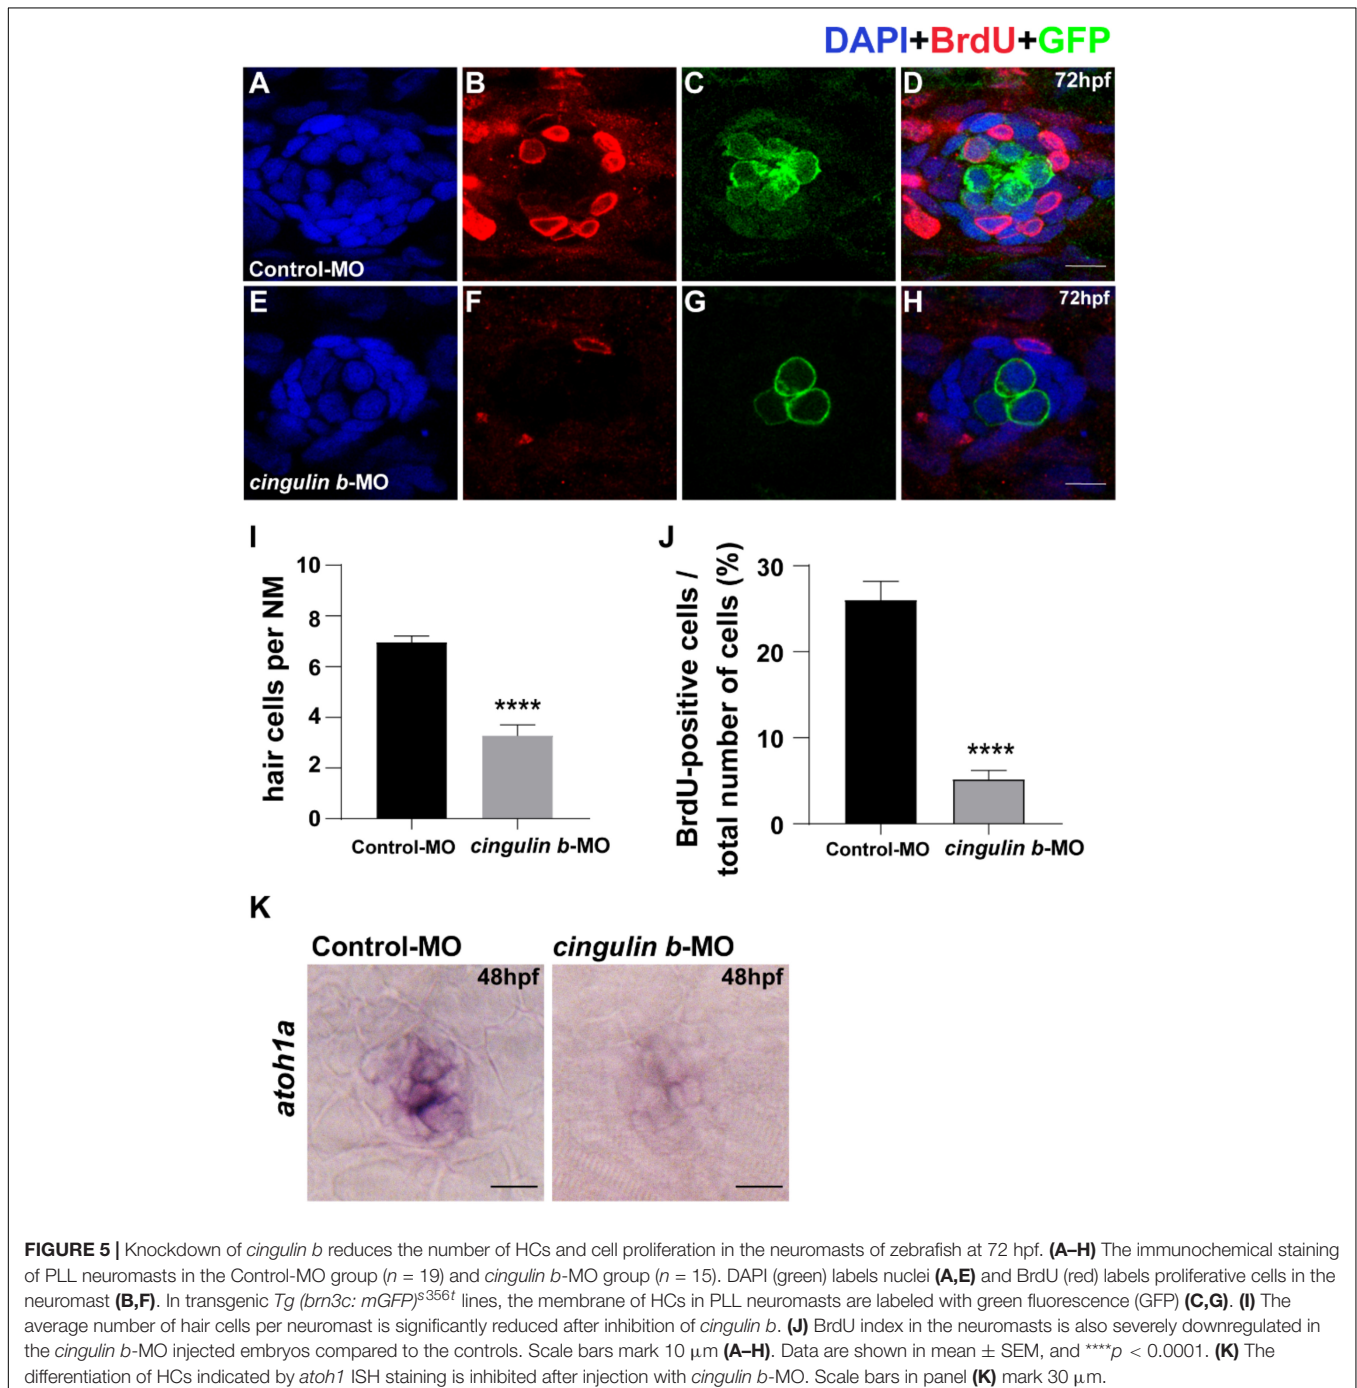 DAPI+BrdU+GFP
A B C D 72hpf
Control-MO
E F G H 72hpf
cingulin b-MO
I
hair cells per NM
10
8
6
4
2
0
****
Control-MO cingulin b-MO
J
BrdU-positive cells /
total number of cells (%)
30
20
10
0
****
Control-MO cingulin b-MO
K
Control-MO cingulin b-MO
48hpf 48hpf
atoh1a
FIGURE 5 | Knockdown of cingulin b reduces the number of HCs and cell proliferation in the neuromasts of zebrafish at 72 hpf. (A–H) The immunochemical staining
of PLL neuromasts in the Control-MO group (n = 19) and cingulin b-MO group (n = 15). DAPI (green) labels nuclei (A,E) and BrdU (red) labels proliferative cells in the
neuromast (B,F). In transgenic Tg (brn3c: mGFP)s356t lines, the membrane of HCs in PLL neuromasts are labeled with green fluorescence (GFP) (C,G). (I) The
average number of hair cells per neuromast is significantly reduced after inhibition of cingulin b. (J) BrdU index in the neuromasts is also severely downregulated in
the cingulin b-MO injected embryos compared to the controls. Scale bars mark 10 μm (A–H). Data are shown in mean ± SEM, and ****p < 0.0001. (K) The
differentiation of HCs indicated by atoh1 ISH staining is inhibited after injection with cingulin b-MO. Scale bars in panel (K) mark 30 μm.